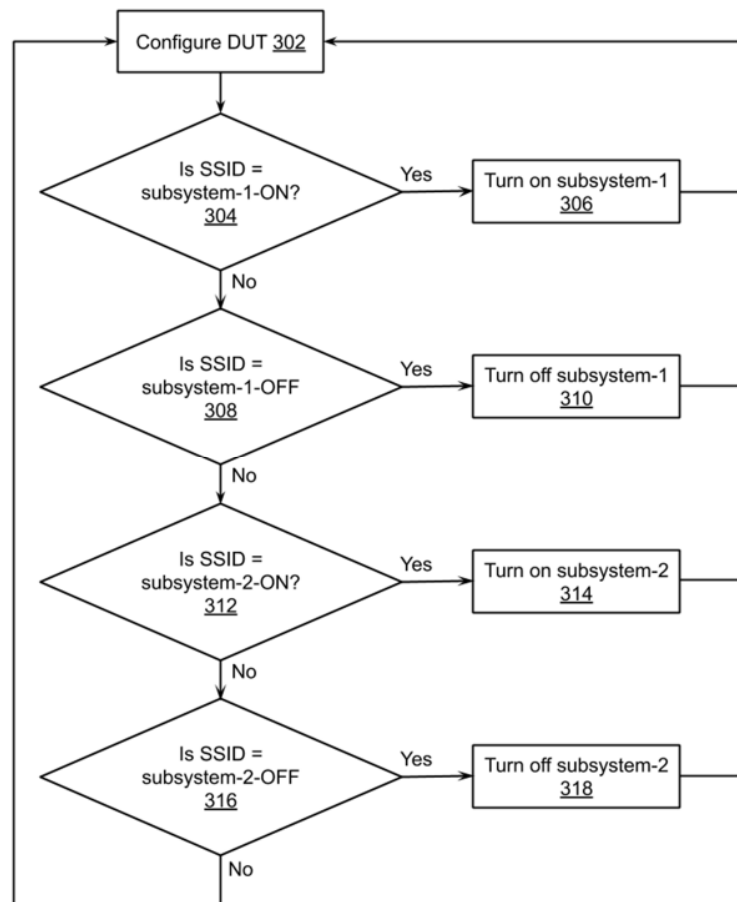 Configure DUT 302
Is SSID =
subsystem-1-ON?
304
Yes
Turn on subsystem-1
306
No
Is SSID =
subsystem-1-OFF
308
Yes
Turn off subsystem-1
310
No
Is SSID =
subsystem-2-ON?
312
Yes
Turn on subsystem-2
314
No
Is SSID =
subsystem-2-OFF
316
Yes
Turn off subsystem-2
318
No